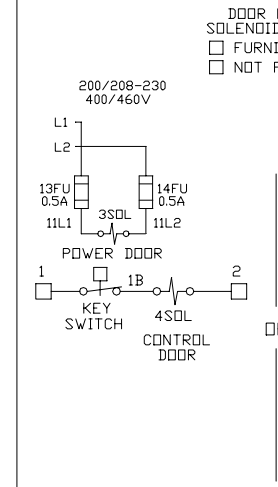 DOOR
SOLENOID
□ FURNI
□ NOT
200/208-230
400/460V
L1
L2
13FU
0.5A
14FU
0.5A
3SOL
11L1
11L2
POWER DOOR
1
1B
2
KEY
SWITCH
4SOL
CONTROL
DOOR